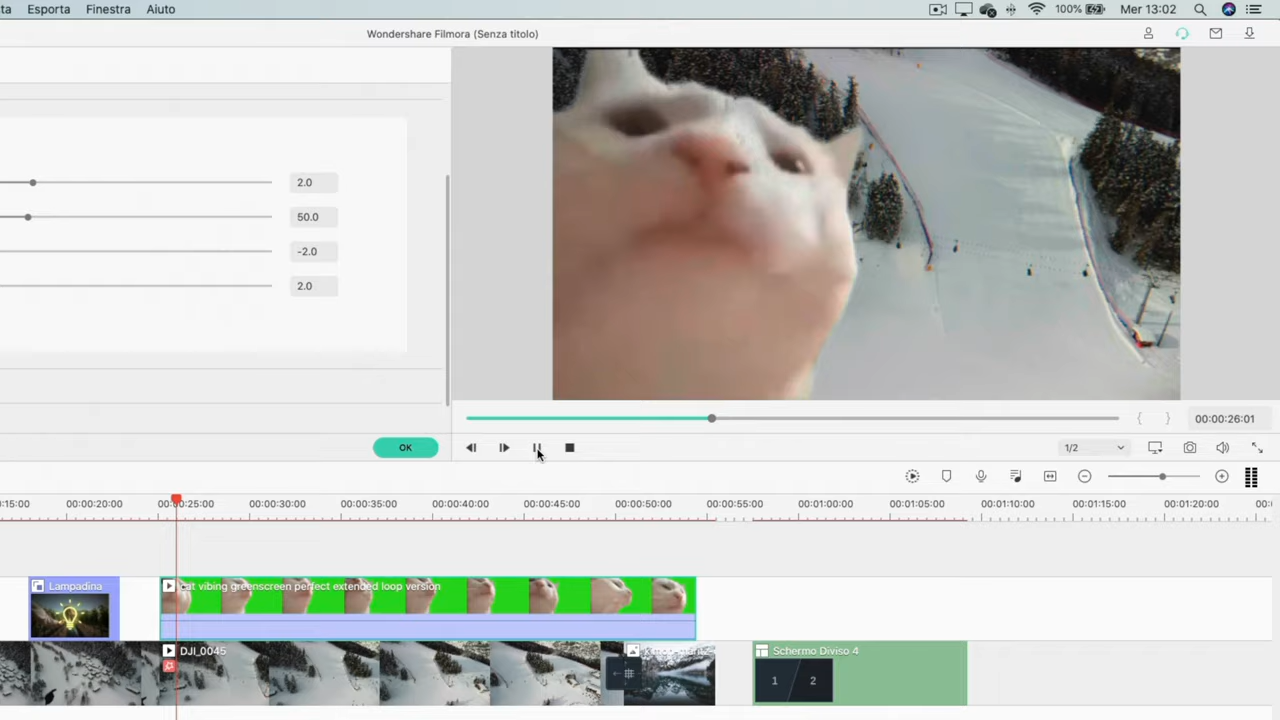 ta Esporta Finestra Aiuto
100% Mer 13:02
Wondershare Filmora (Senza titolo)
2.0
50.0
-2.0
2.0
00:00:26:01
OK
1/2
:15:00 00:00:20:00 00:00:25:00 00:00:30:00 00:00:35:00 00:00:40:00 00:00:45:00 00:00:50:00 00:00:55:00 00:01:00:00 00:01:05:00 00:01:10:00 00:01:15:00 00:01:20:00 00:0
Lampadina
cat vibing greenscreen perfect extended loop version
DJI_0045
Schermo Diviso 4
1 2